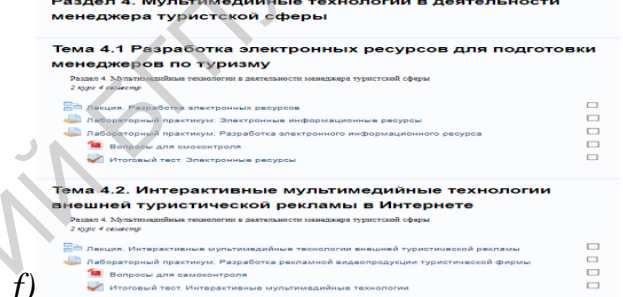 Раздел 4. Мультимедийные технологии в деятельности
менеджера туристской сферы
Тема 4.1 Разработка электронных ресурсов для подготовки
менеджеров по туризму
Раздел 4. Мультимедийные технологии в деятельности менеджера туристской сферы
2 курс 4 семестр
Лекция. Разработка электронных ресурсов
Лабораторный практикум: Электронные информационные ресурсы
Лабораторный практикум: Разработка электронного информационного ресурса
Вопросы для смоконтроля
Итоговый тест. Электронные ресурсы
Тема 4.2. Интерактивные мультимедийные технологии
внешней туристической рекламы в Интернете
Раздел 4. Мультимедийные технологии в деятельности менеджера туристской сферы
2 курс 4 семестр
Лекция. Интерактивные мультимедийные технологии внешней туристической рекламы
Лабораторный практикум: Разработка рекламной видеопродукции туристической фирмы
Вопросы для самоконтроля
Итоговый тест. Интерактивные мультимедийные технологии
f)